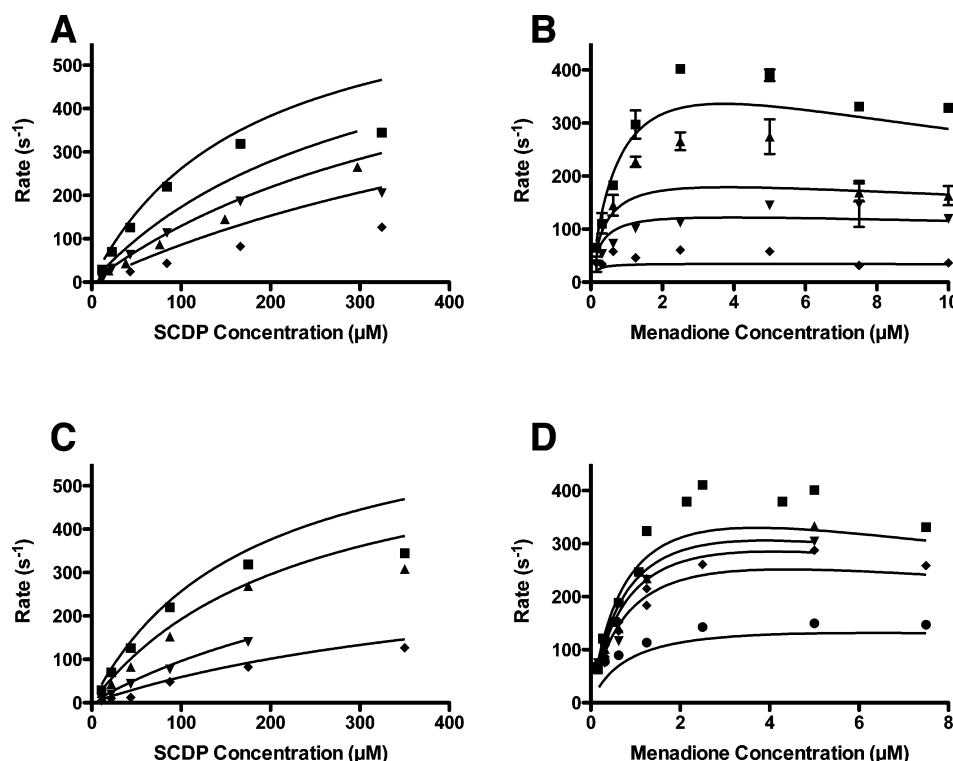 A
Rate (s-1)
500
400
300
200
100
0
0 100 200 300 400
SCDP Concentration (µM)
B
Rate (s-1)
400
300
200
100
0
0 2 4 6 8 10
Menadione Concentration (µM)
C
Rate (s-1)
500
400
300
200
100
0
0 100 200 300 400
SCDP Concentration (µM)
D
Rate (s-1)
400
300
200
100
0
0 2 4 6 8
Menadione Concentration (µM)